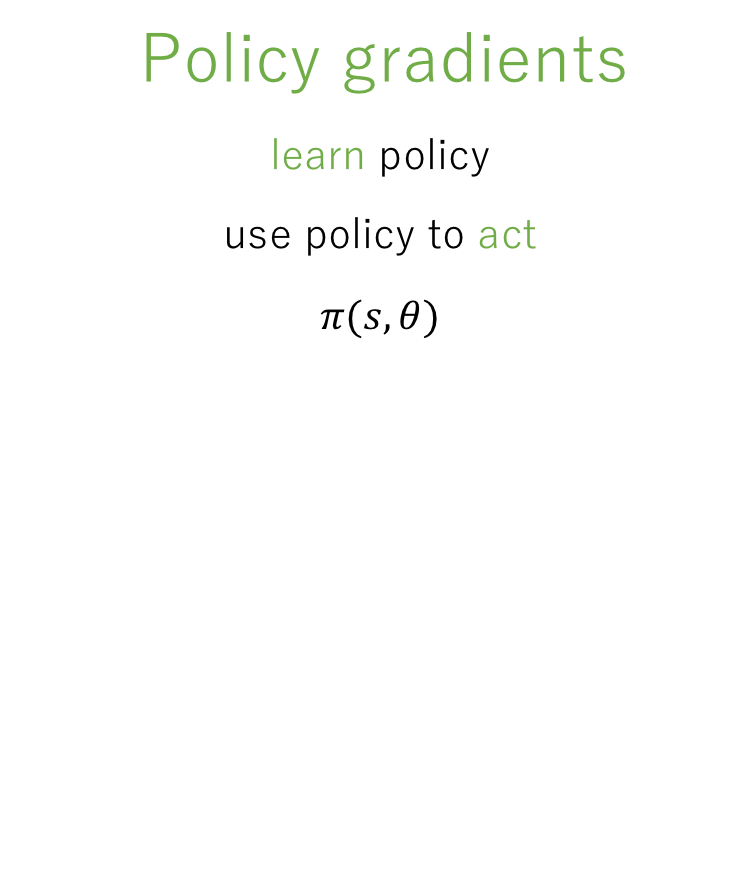 Policy gradients
learn policy
use policy to act
π(s, θ)